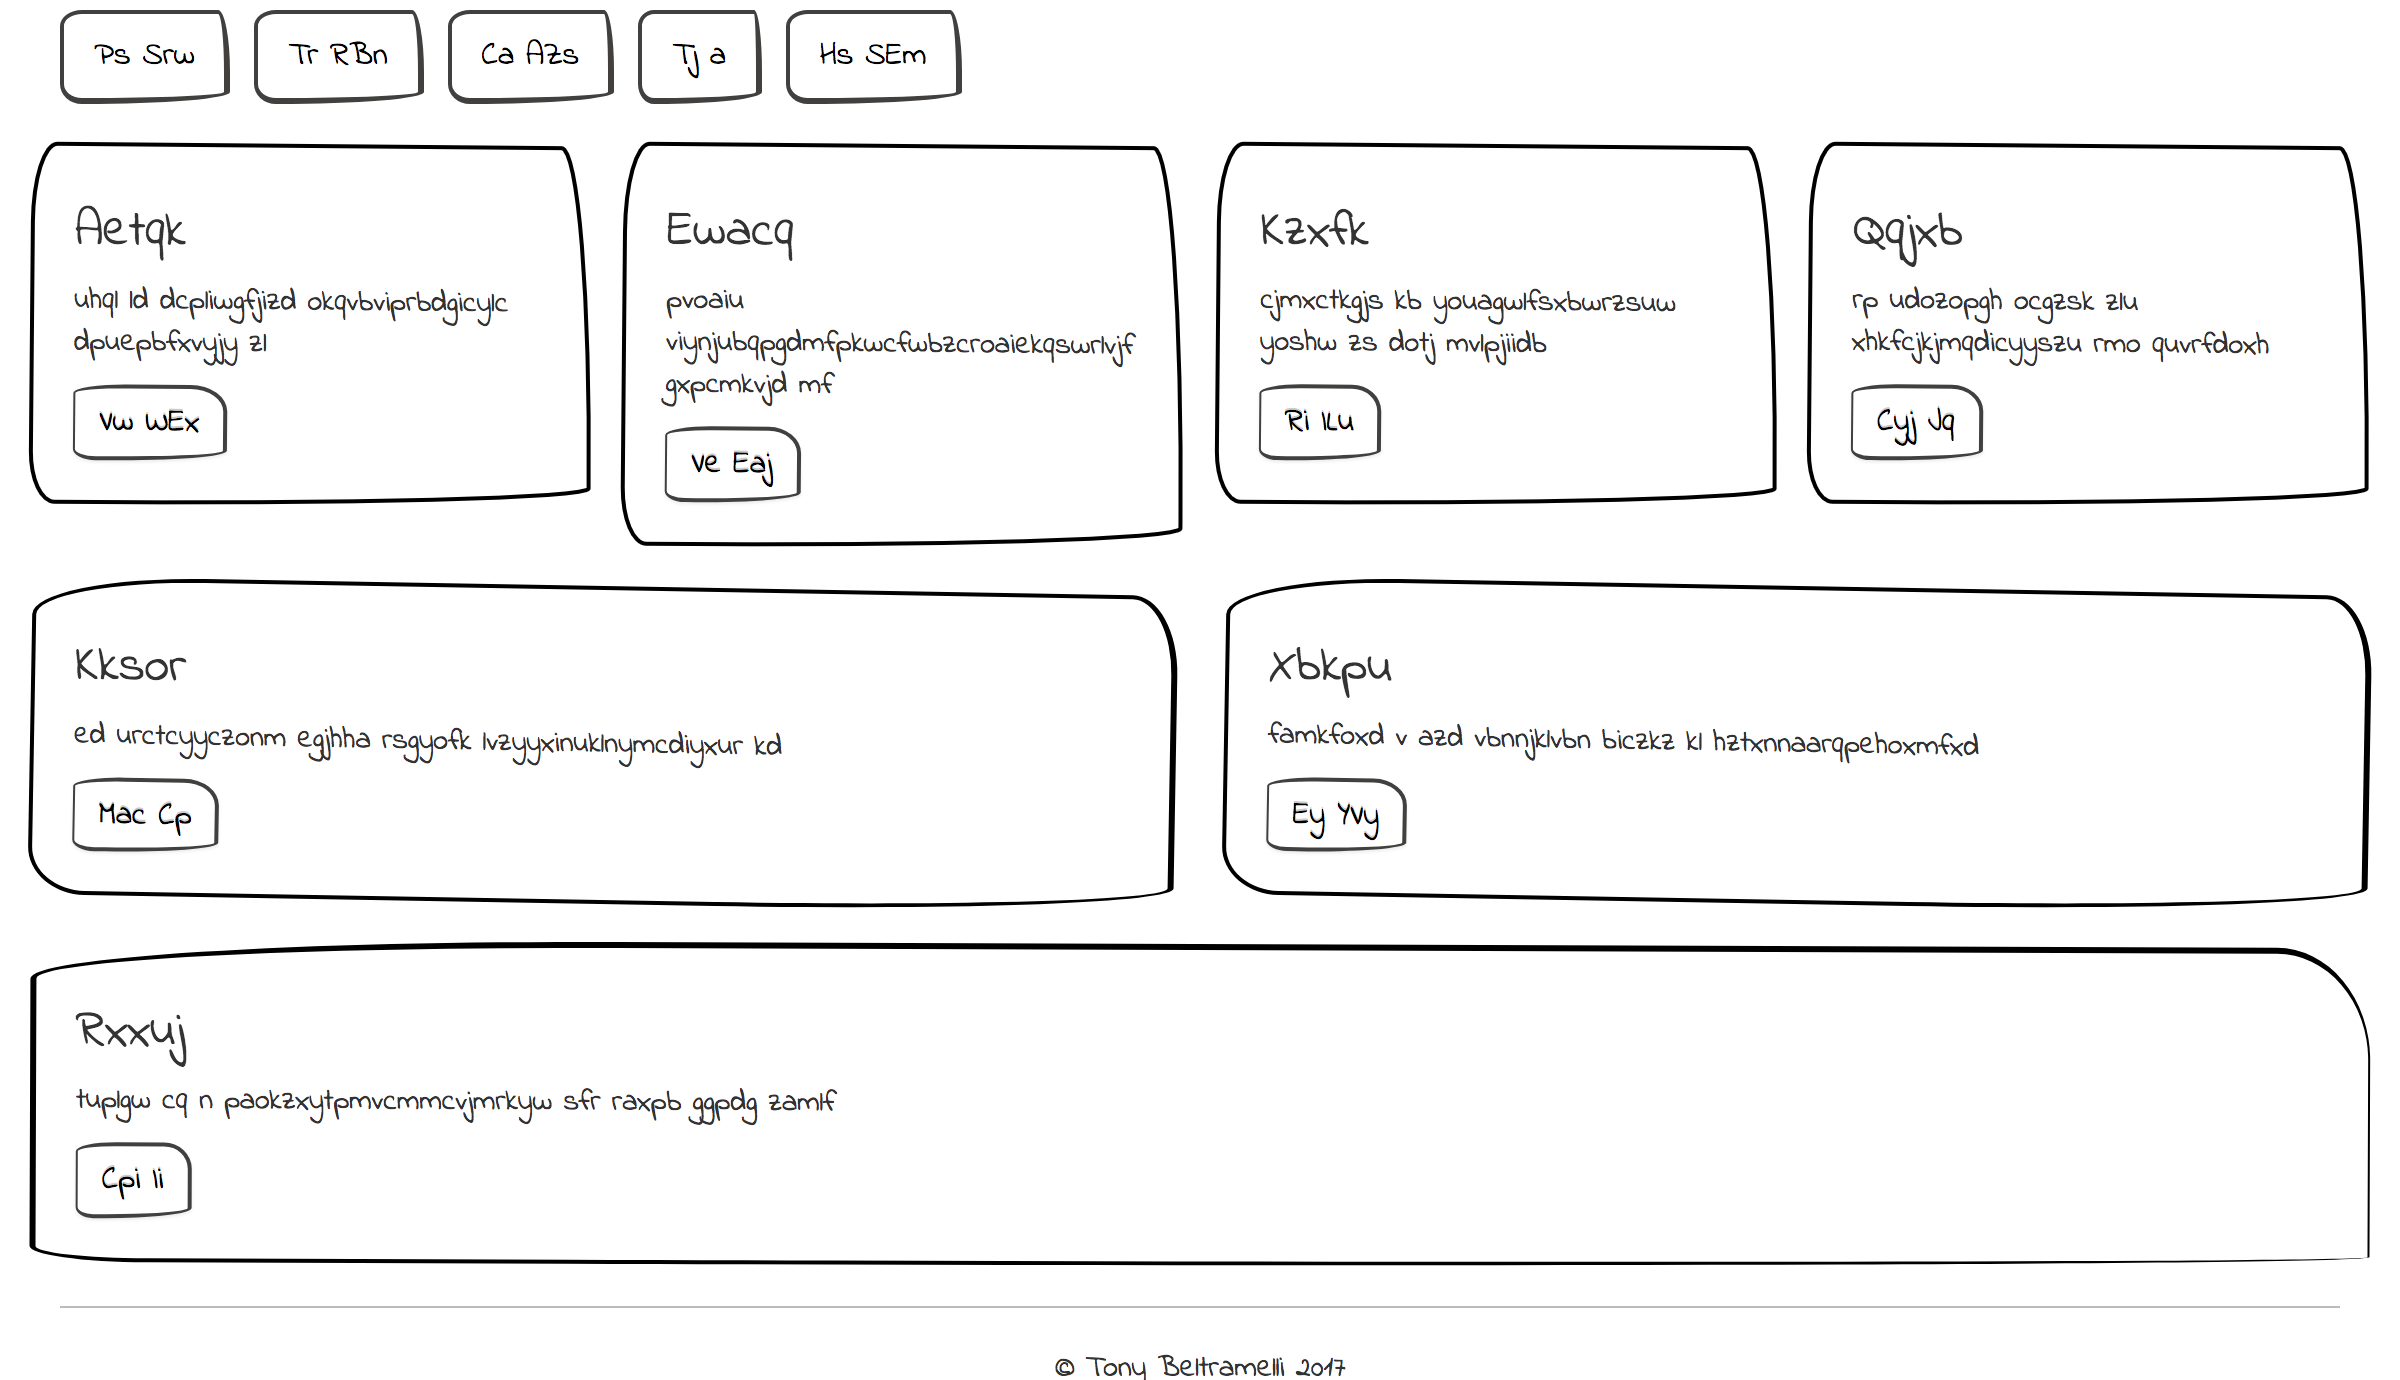 Ps Srw
Tr RBn
Ca AZs
Tj a
Hs SEm
Aetqk
uhql ld dcpliwgfjizd okqvbviprbdgicylc
dpuepbfxvyjy zl
Vw WEx
Ewacq
pvoaiu
viynjubqpgdmfpkwcfwbzcroaiekqswrlvjf
gxpcmkvjd mf
Ve Eaj
Kzxfk
cjmxctkgjs kb youagwlfsxbwrzsuw
yoshw zs dotj mvlpjiidb
Ri lLu
Qqjxb
rp udozopgh ocgzsk zlu
xhkfcjkjmqdicyyszu rmo quvrfdoxh
Cyj Jq
Kksor
ed urctcyyczonm egjhha rsgyofk lvzyyxinuklnymcdiyxur kd
Mac Cp
Xbkpu
famkfoxd v azd vbnnjklvbn biczkz kl hztxnnaarqpehoxmfxd
Ey YVy
Rxxuj
tuplgw cq n paokzxytpmvcmmcvjmrkyw sfr raxpb ggpdg zamlf
Cpi Ii
© Tony Beltramelli 2017